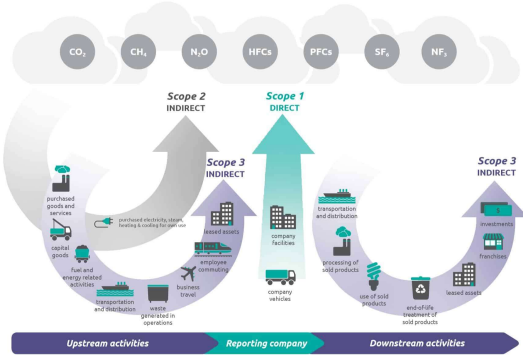 CO₂
CH₄
N₂O
HFCs
PFCs
SF₆
NF₃
Scope 2
INDIRECT
Scope 1
DIRECT
Scope 3
INDIRECT
Scope 3
INDIRECT
purchased
goods and
services
capital
goods
fuel and
energy related
activities
transportation
and distribution
waste
generated in
operations
business
travel
employee
commuting
leased assets
purchased electricity, steam,
heating & cooling for own use
company
facilities
company
vehicles
transportation
and distribution
processing of
sold products
use of sold
products
end-of-life
treatment of
sold products
leased assets
franchises
investments
Upstream activities
Reporting company
Downstream activities